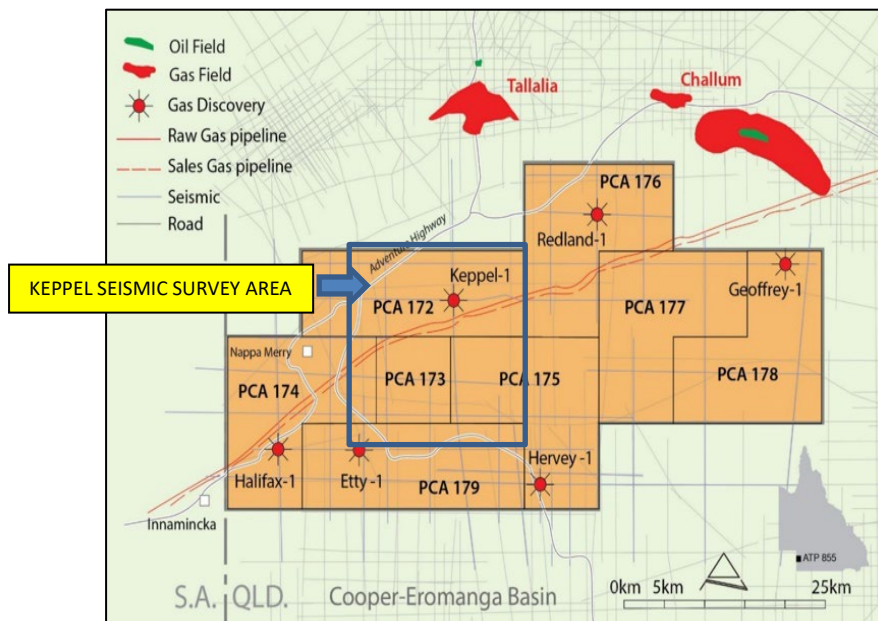 Oil Field
Gas Field
Gas Discovery
Raw Gas pipeline
Sales Gas pipeline
Seismic
Road
Tallalia
Challum
PCA 176
Redland-1
Adventure Highway
KEPPEL SEISMIC SURVEY AREA
Keppel-1
PCA 172
PCA 177
Geoffrey-1
Nappa Merry
PCA 174
PCA 173
PCA 175
PCA 178
Halifax-1
Etty -1
PCA 179
Hervey -1
Innamincka
ATP 855
S.A. QLD.
Cooper-Eromanga Basin
0km 5km 25km